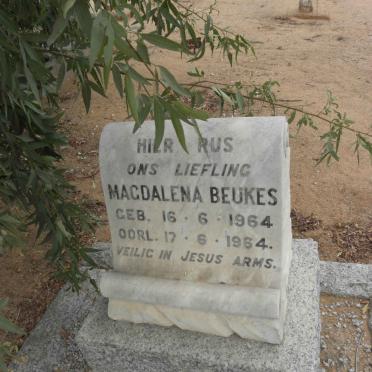 HIER RUS
ONS LIEFLING
MAGDALENA BEUKES
GEB. 16 · 6 · 1964
OORL. 17 · 6 · 1964.
VEILIG IN JESUS ARMS.